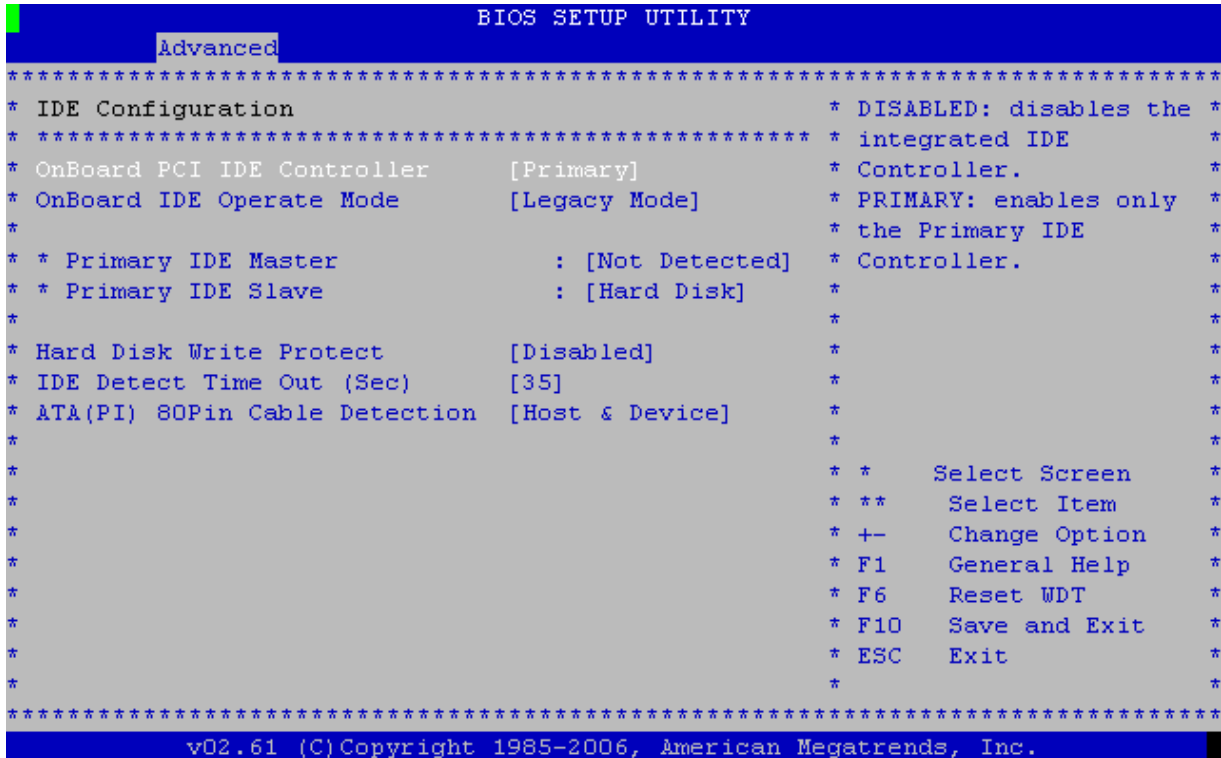 BIOS SETUP UTILITY
Advanced
********************************************************************************
* IDE Configuration * DISABLED: disables the *
* *************************************************** * integrated IDE *
* OnBoard PCI IDE Controller [Primary] * Controller. *
* OnBoard IDE Operate Mode [Legacy Mode] * PRIMARY: enables only *
* * the Primary IDE *
* * Primary IDE Master : [Not Detected] * Controller. *
* * Primary IDE Slave : [Hard Disk] * *
* * *
* Hard Disk Write Protect [Disabled] * *
* IDE Detect Time Out (Sec) [35] * *
* ATA(PI) 80Pin Cable Detection [Host & Device] * *
* * *
* * * Select Screen *
* * ** Select Item *
* * +- Change Option *
* * F1 General Help *
* * F6 Reset WDT *
* * F10 Save and Exit *
* * ESC Exit *
* * *
********************************************************************************
v02.61 (C)Copyright 1985-2006, American Megatrends, Inc.